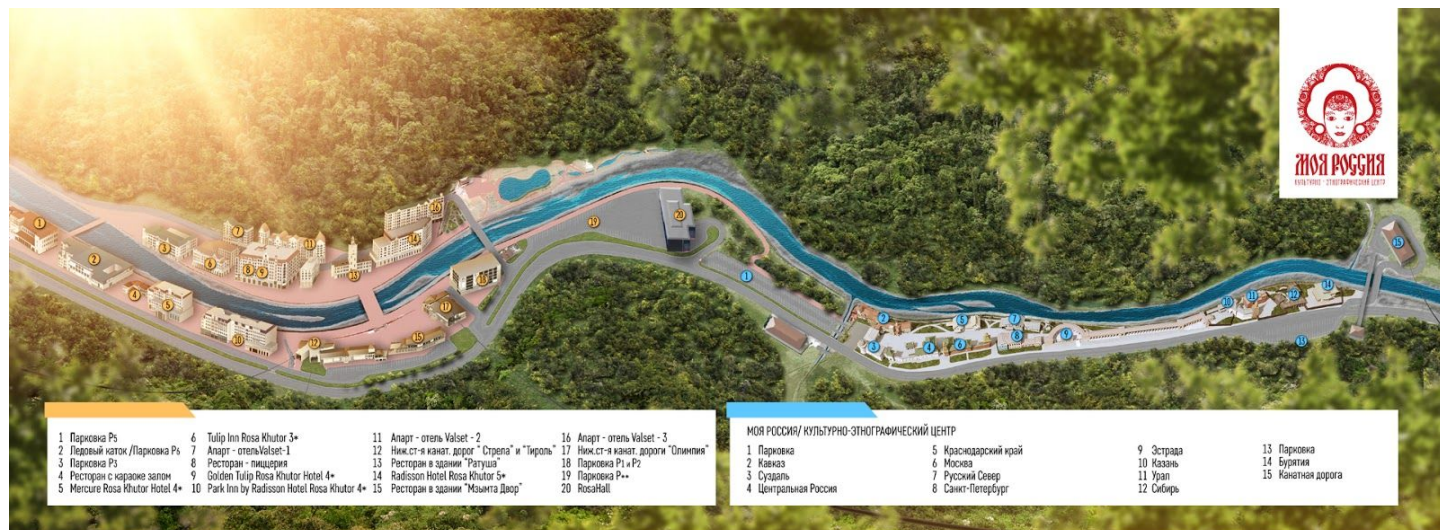 МОЯ РОССИЯ
КУЛЬТУРНО - ЭТНОГРАФИЧЕСКИЙ ЦЕНТР
1 Парковка P5
2 Ледовый каток /Парковка P6
3 Парковка P3
4 Ресторан с караоке залом
5 Mercure Rosa Khutor Hotel 4*
6 Tulip Inn Rosa Khutor 3*
7 Апарт - отельValset-1
8 Ресторан - пиццерия
9 Golden Tulip Rosa Khutor Hotel 4*
10 Park Inn by Radisson Hotel Rosa Khutor 4*
11 Апарт - отель Valset - 2
12 Ниж.ст-я канат. дорог " Стрела" и "Тироль"
13 Ресторан в здании "Ратуша"
14 Radisson Hotel Rosa Khutor 5*
15 Ресторан в здании "Мзымта Двор"
16 Апарт - отель Valset - 3
17 Ниж.ст-я канат. дороги "Олимпия"
18 Парковка P1 и P2
19 Парковка P**
20 RosaHall
МОЯ РОССИЯ/ КУЛЬТУРНО-ЭТНОГРАФИЧЕСКИЙ ЦЕНТР
1 Парковка
2 Кавказ
3 Суздаль
4 Центральная Россия
5 Краснодарский край
6 Москва
7 Русский Север
8 Санкт-Петербург
9 Эстрада
10 Казань
11 Урал
12 Сибирь
13 Парковка
14 Бурятия
15 Канатная дорога